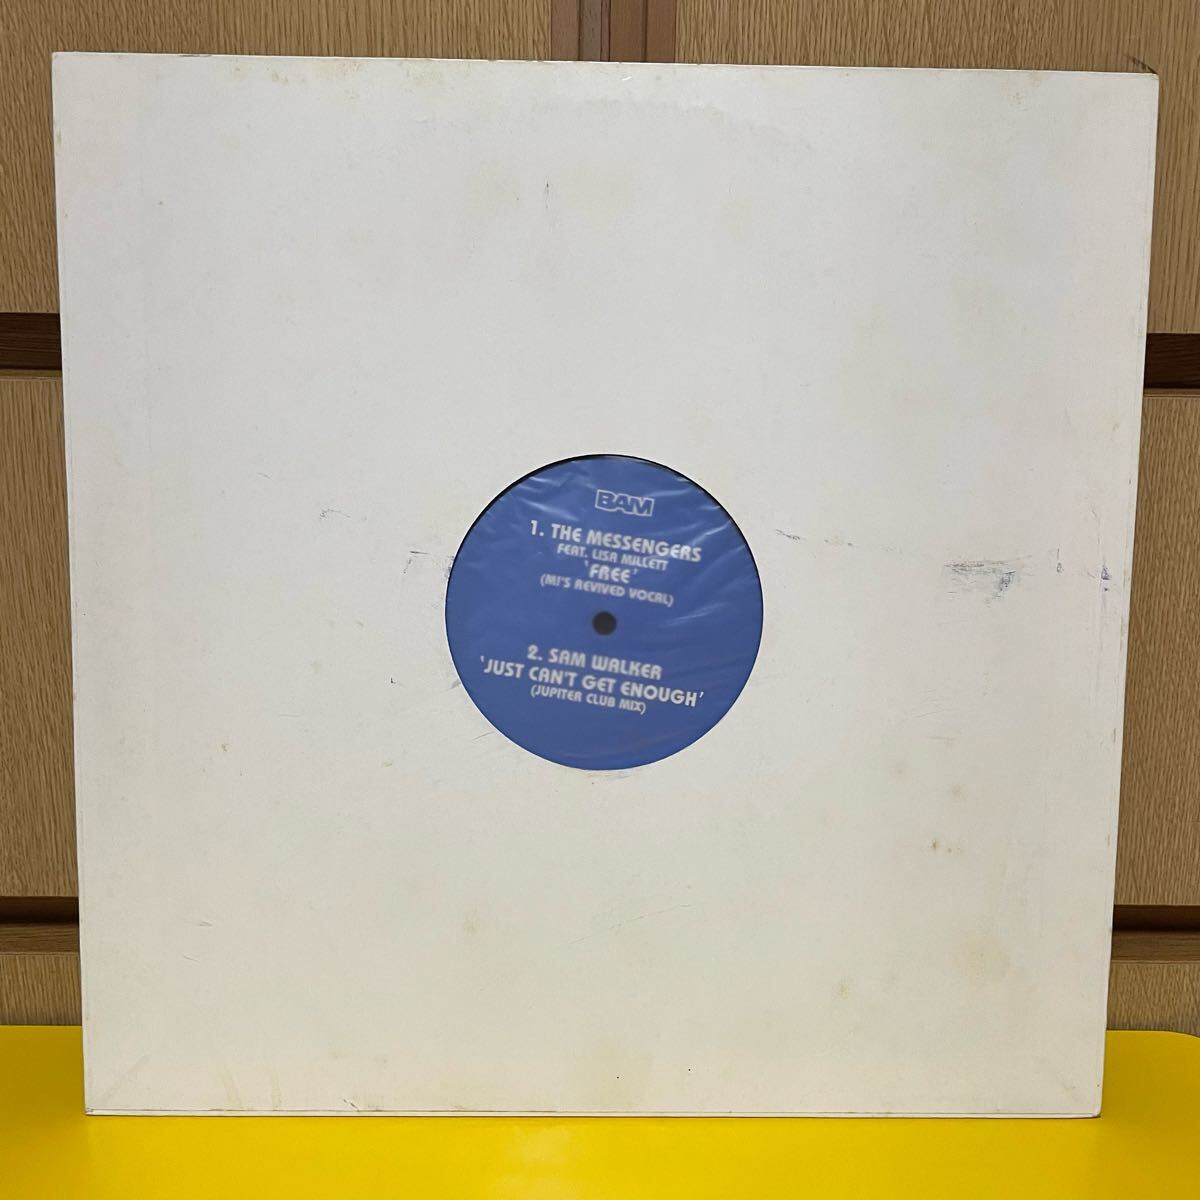 BAM
1. THE MESSENGERS
FEAT. LISA MILLETT
'FREE'
(M!'S REVIVED VOCAL)
2. SAM WALKER
'JUST CAN'T GET ENOUGH'
(JUPITER CLUB MIX)